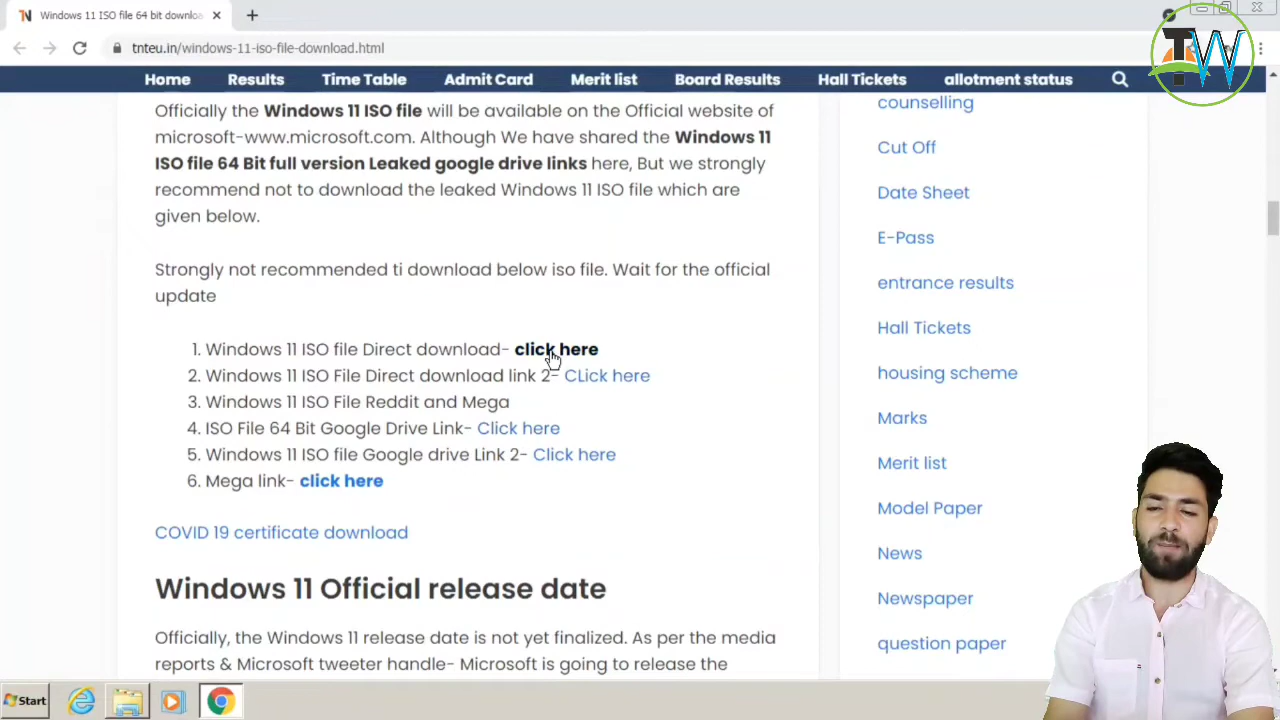 Windows 11 ISO file 64 bit downloa
tnteu.in/windows-11-iso-file-download.html
TW
Home Results Time Table Admit Card Merit list Board Results Hall Tickets allotment status
Officially the Windows 11 ISO file will be available on the Official website of
microsoft-www.microsoft.com. Although We have shared the Windows 11
ISO file 64 Bit full version Leaked google drive links here, But we strongly
recommend not to download the leaked Windows 11 ISO file which are
given below.
Strongly not recommended ti download below iso file. Wait for the official
update
1. Windows 11 ISO file Direct download- click here
2. Windows 11 ISO File Direct download link 2- CLick here
3. Windows 11 ISO File Reddit and Mega
4. ISO File 64 Bit Google Drive Link- Click here
5. Windows 11 ISO file Google drive Link 2- Click here
6. Mega link- click here
COVID 19 certificate download
Windows 11 Official release date
Officially, the Windows 11 release date is not yet finalized. As per the media
reports & Microsoft tweeter handle- Microsoft is going to release the
counselling
Cut Off
Date Sheet
E-Pass
entrance results
Hall Tickets
housing scheme
Marks
Merit list
Model Paper
News
Newspaper
question paper
Start